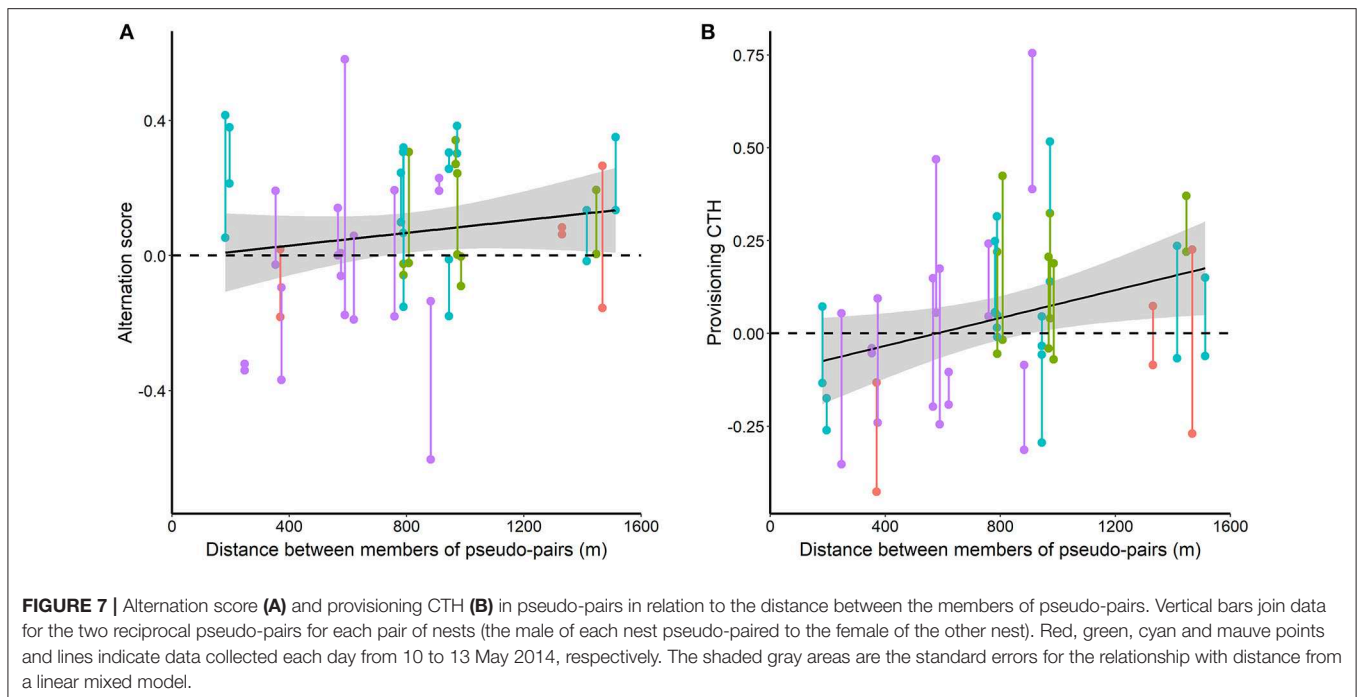 A
B
0.4
0.0
-0.4
Alternation score
0
400
800
1200
1600
Distance between members of pseudo-pairs (m)
0.75
0.50
0.25
0.00
-0.25
Provisioning CTH
0
400
800
1200
1600
Distance between members of pseudo-pairs (m)
FIGURE 7 | Alternation score (A) and provisioning CTH (B) in pseudo-pairs in relation to the distance between the members of pseudo-pairs. Vertical bars join data
for the two reciprocal pseudo-pairs for each pair of nests (the male of each nest pseudo-paired to the female of the other nest). Red, green, cyan and mauve points
and lines indicate data collected each day from 10 to 13 May 2014, respectively. The shaded gray areas are the standard errors for the relationship with distance from
a linear mixed model.